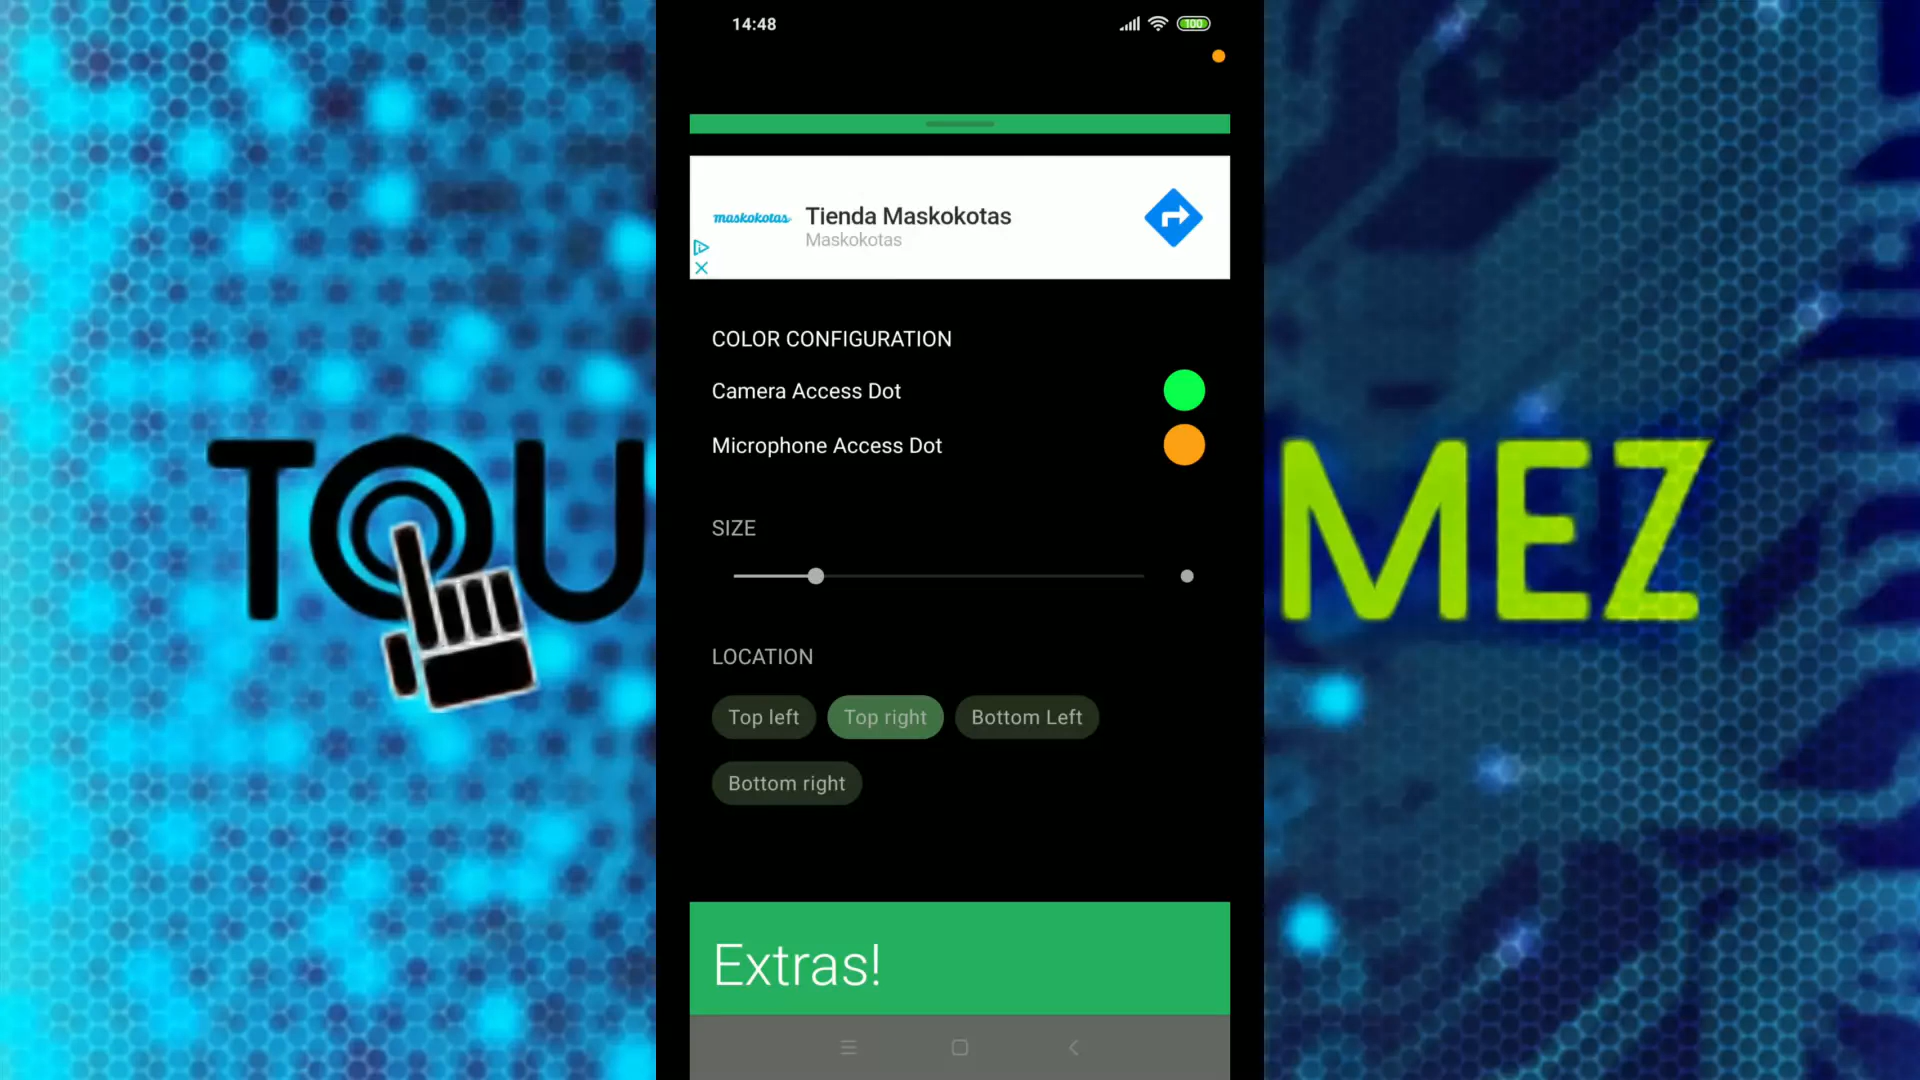 14:48
100
maskokotas
Tienda Maskokotas
Maskokotas
COLOR CONFIGURATION
Camera Access Dot
Microphone Access Dot
SIZE
LOCATION
Top left
Top right
Bottom Left
Bottom right
Extras!
TOU
MEZ